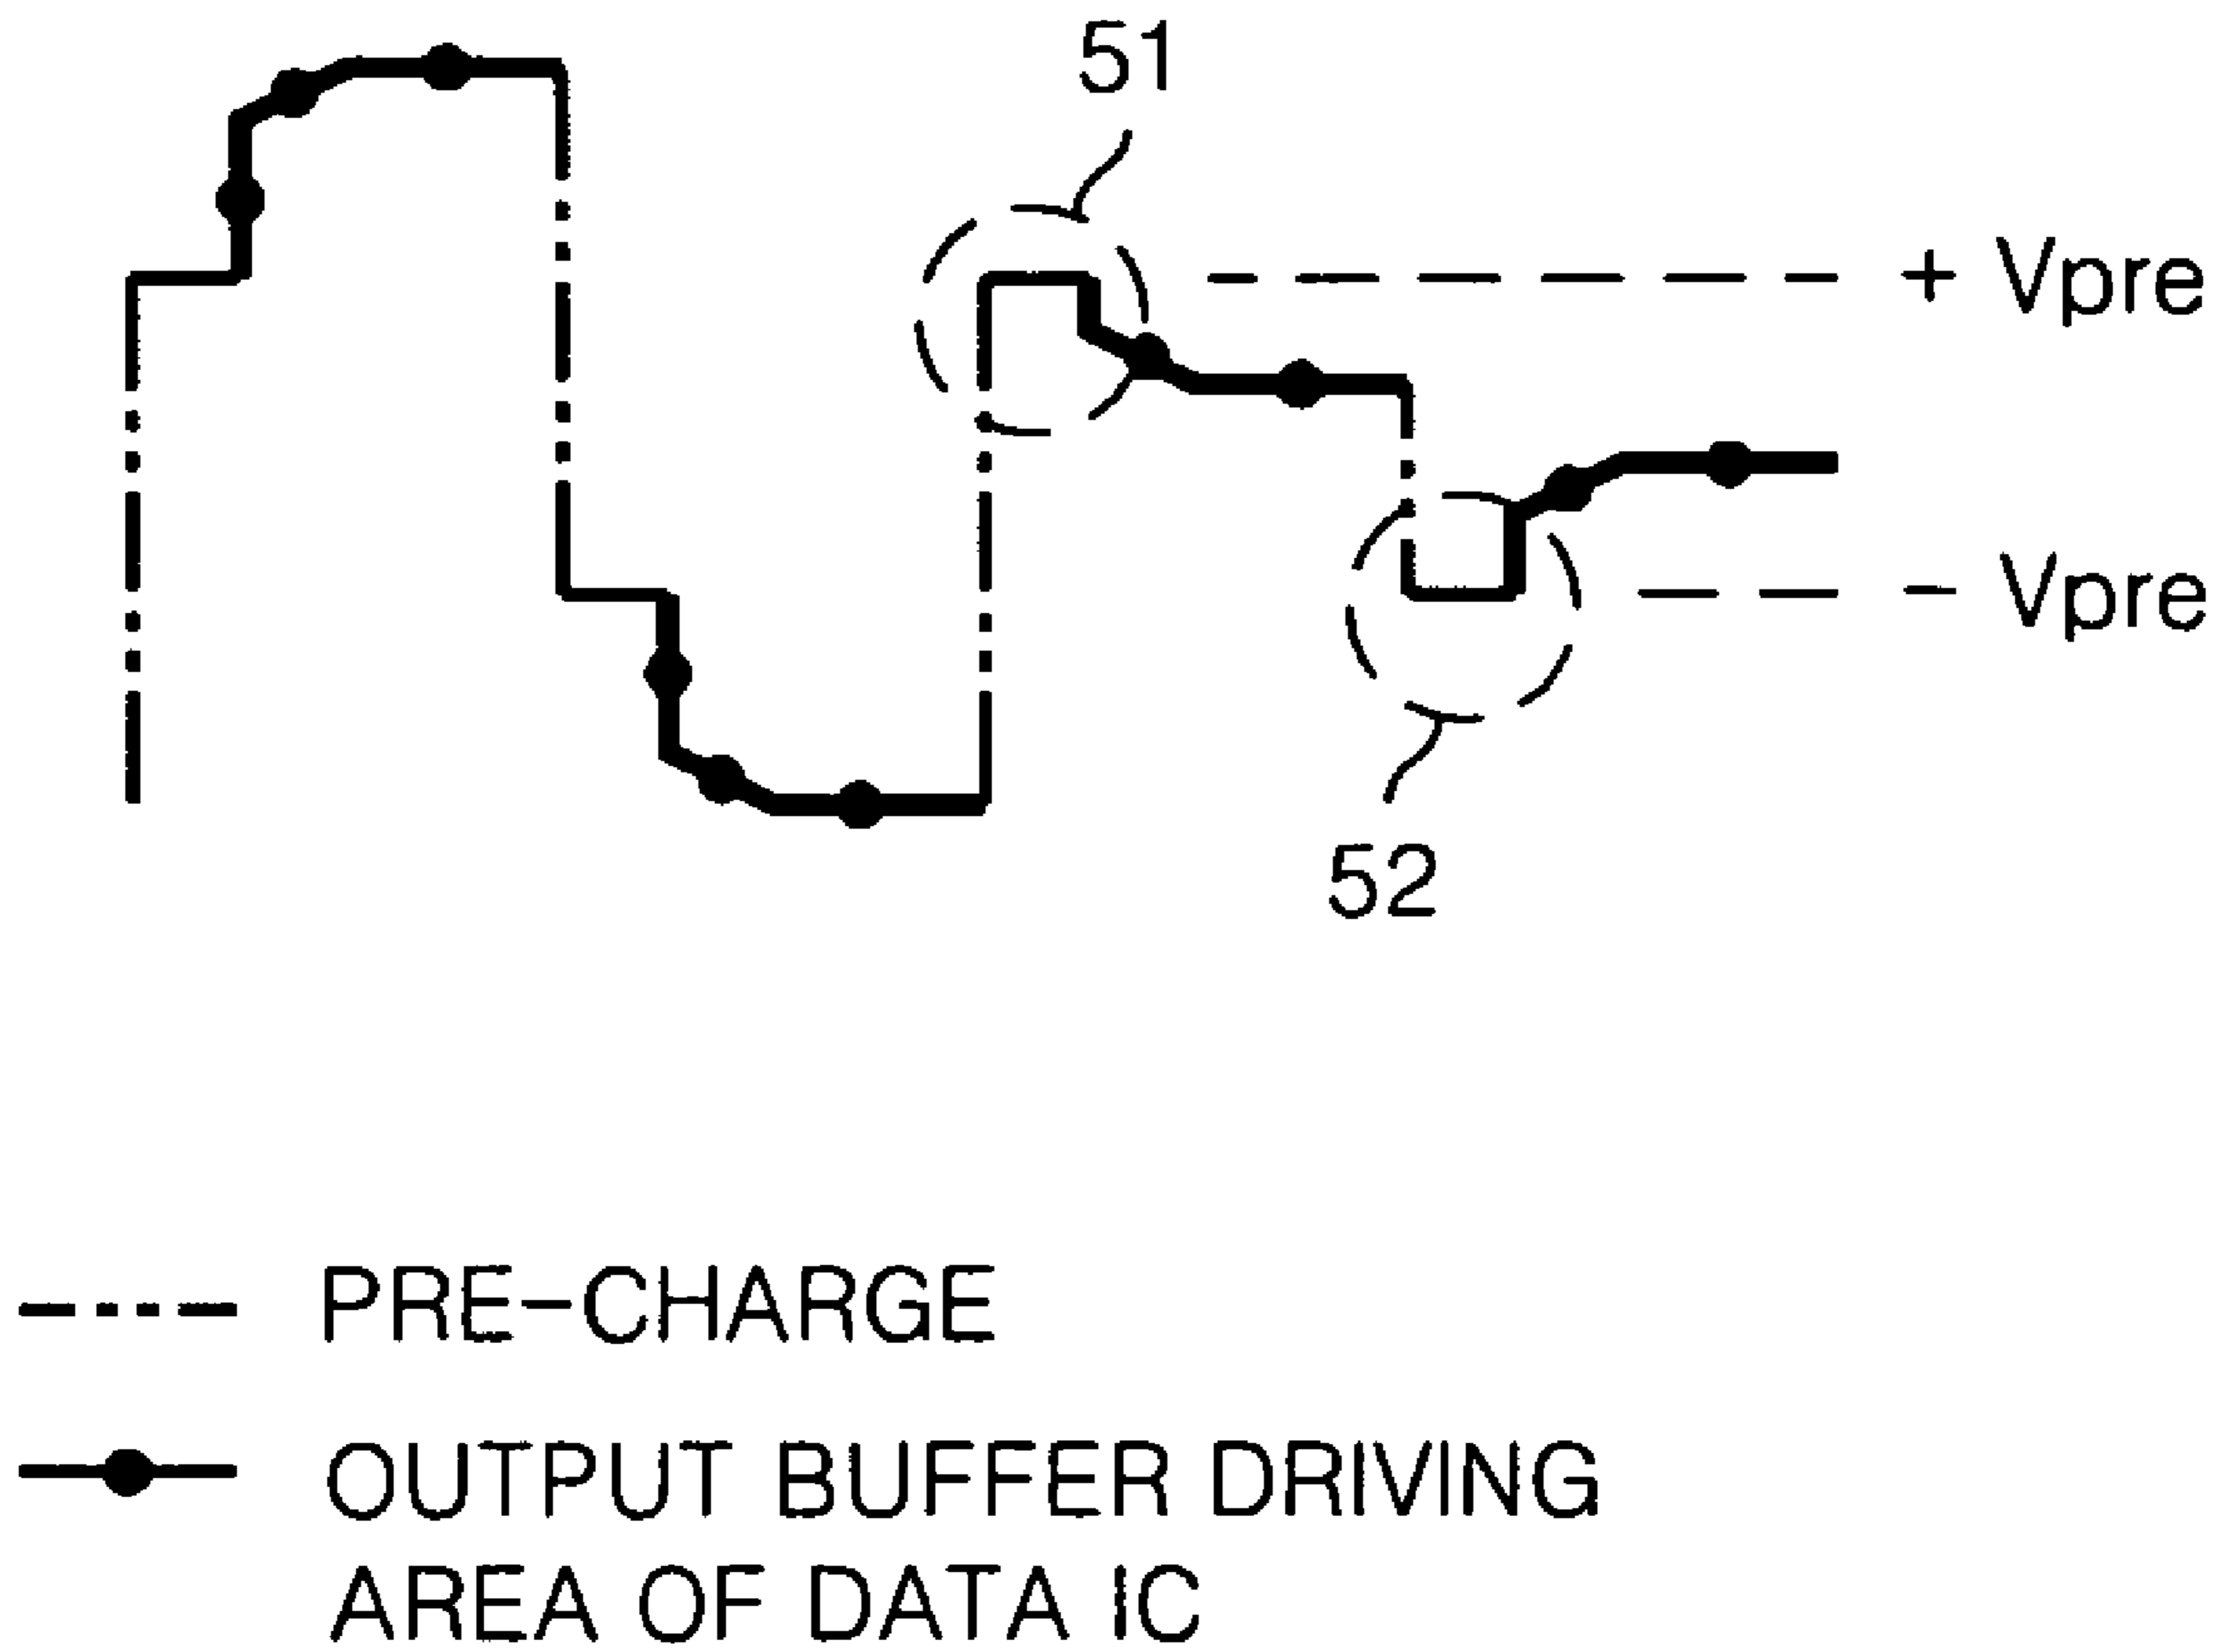 51
+ Vpre
- Vpre
52
PRE-CHARGE
OUTPUT BUFFER DRIVING
AREA OF DATA IC